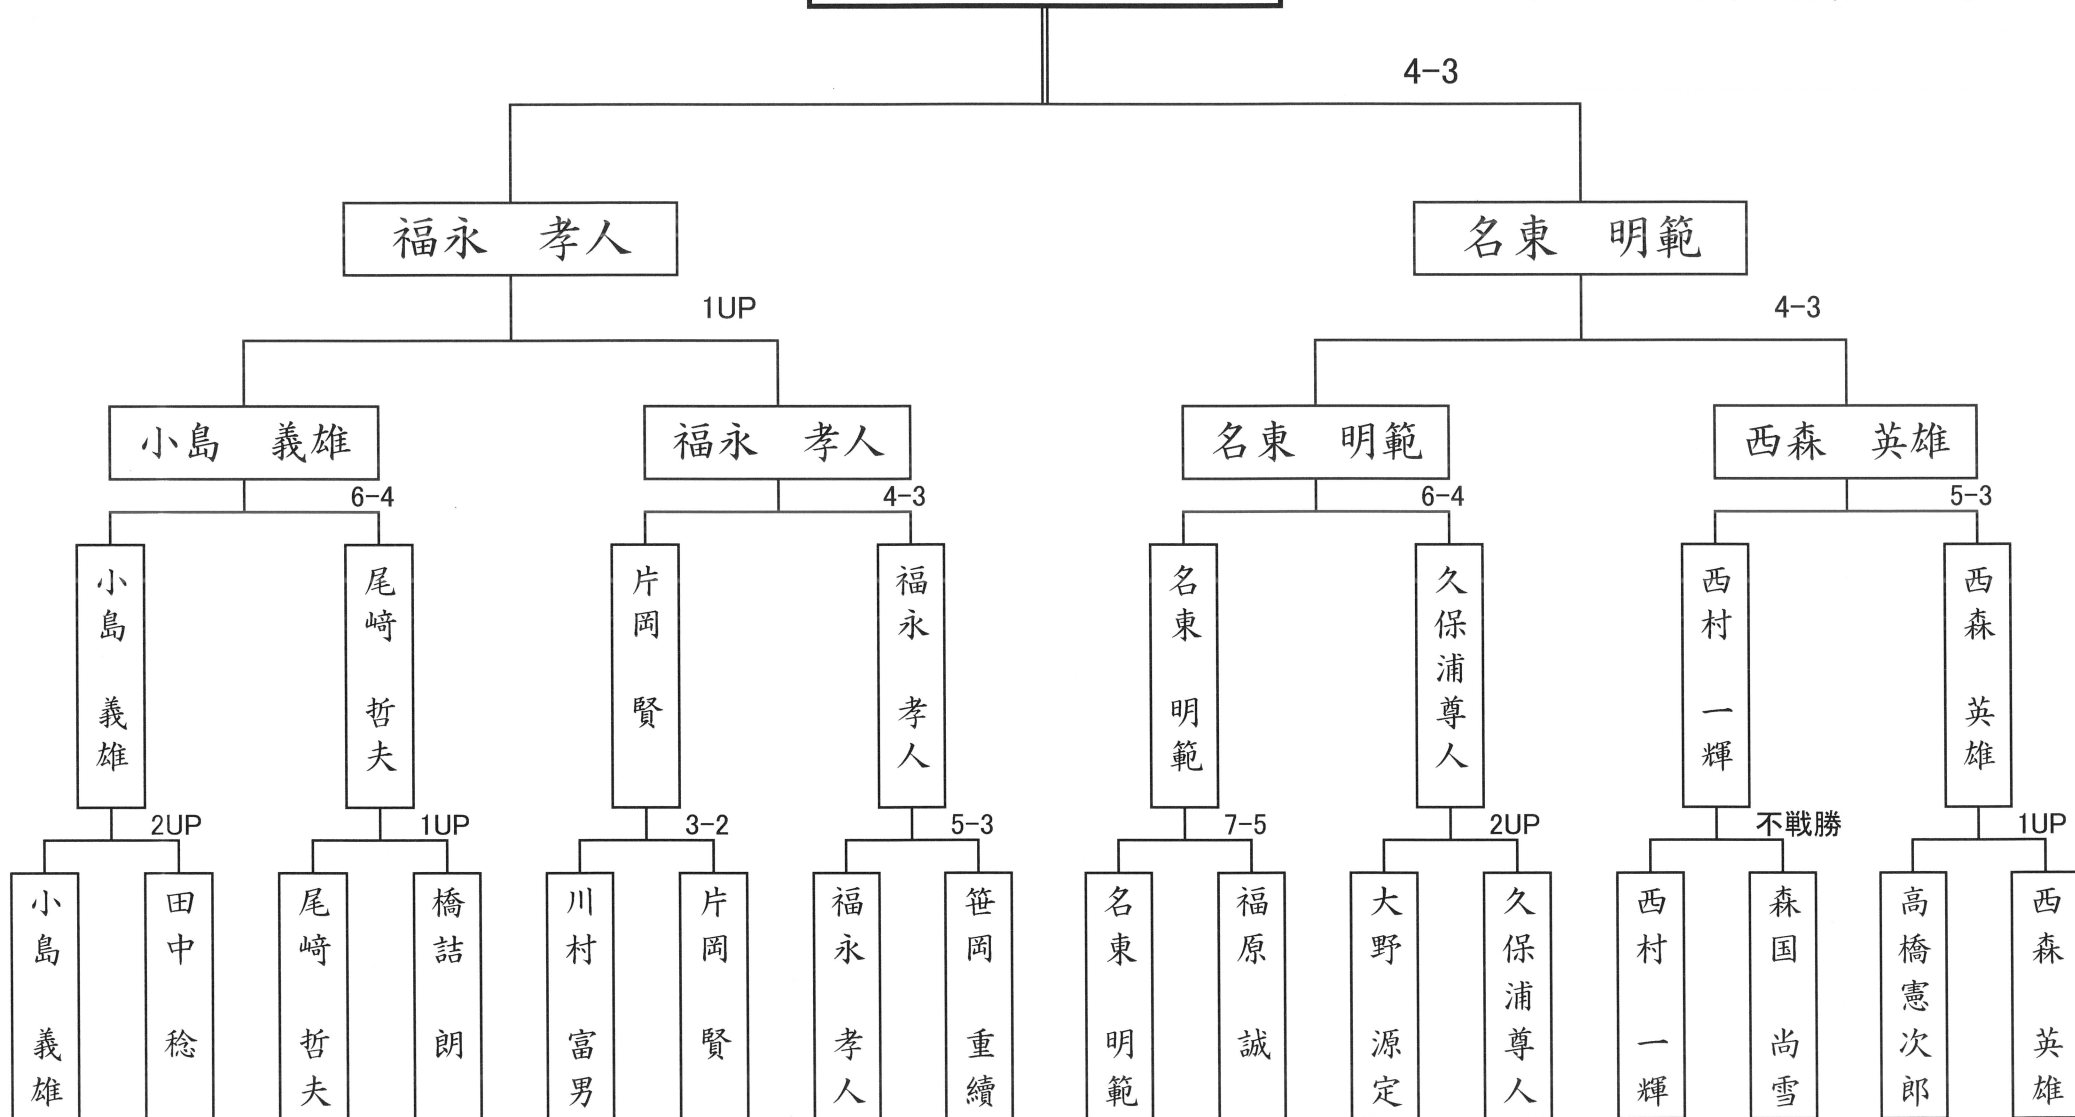 4-3
福永　孝人
名東　明範
1UP
4-3
小島　義雄
福永　孝人
名東　明範
西森　英雄
6-4
4-3
6-4
5-3
小島　義雄
尾﨑　哲夫
片岡　賢
福永　孝人
名東　明範
久保浦尊人
西村　一輝
西森　英雄
2UP
1UP
3-2
5-3
7-5
2UP
不戦勝
1UP
小島　義雄
田中　稔
尾﨑　哲夫
橋詰　朗
川村　富男
片岡　賢
福永　孝人
笹岡　重續
名東　明範
福原　誠
大野　源定
久保浦尊人
西村　一輝
森国　尚雪
高橋憲次郎
西森　英雄